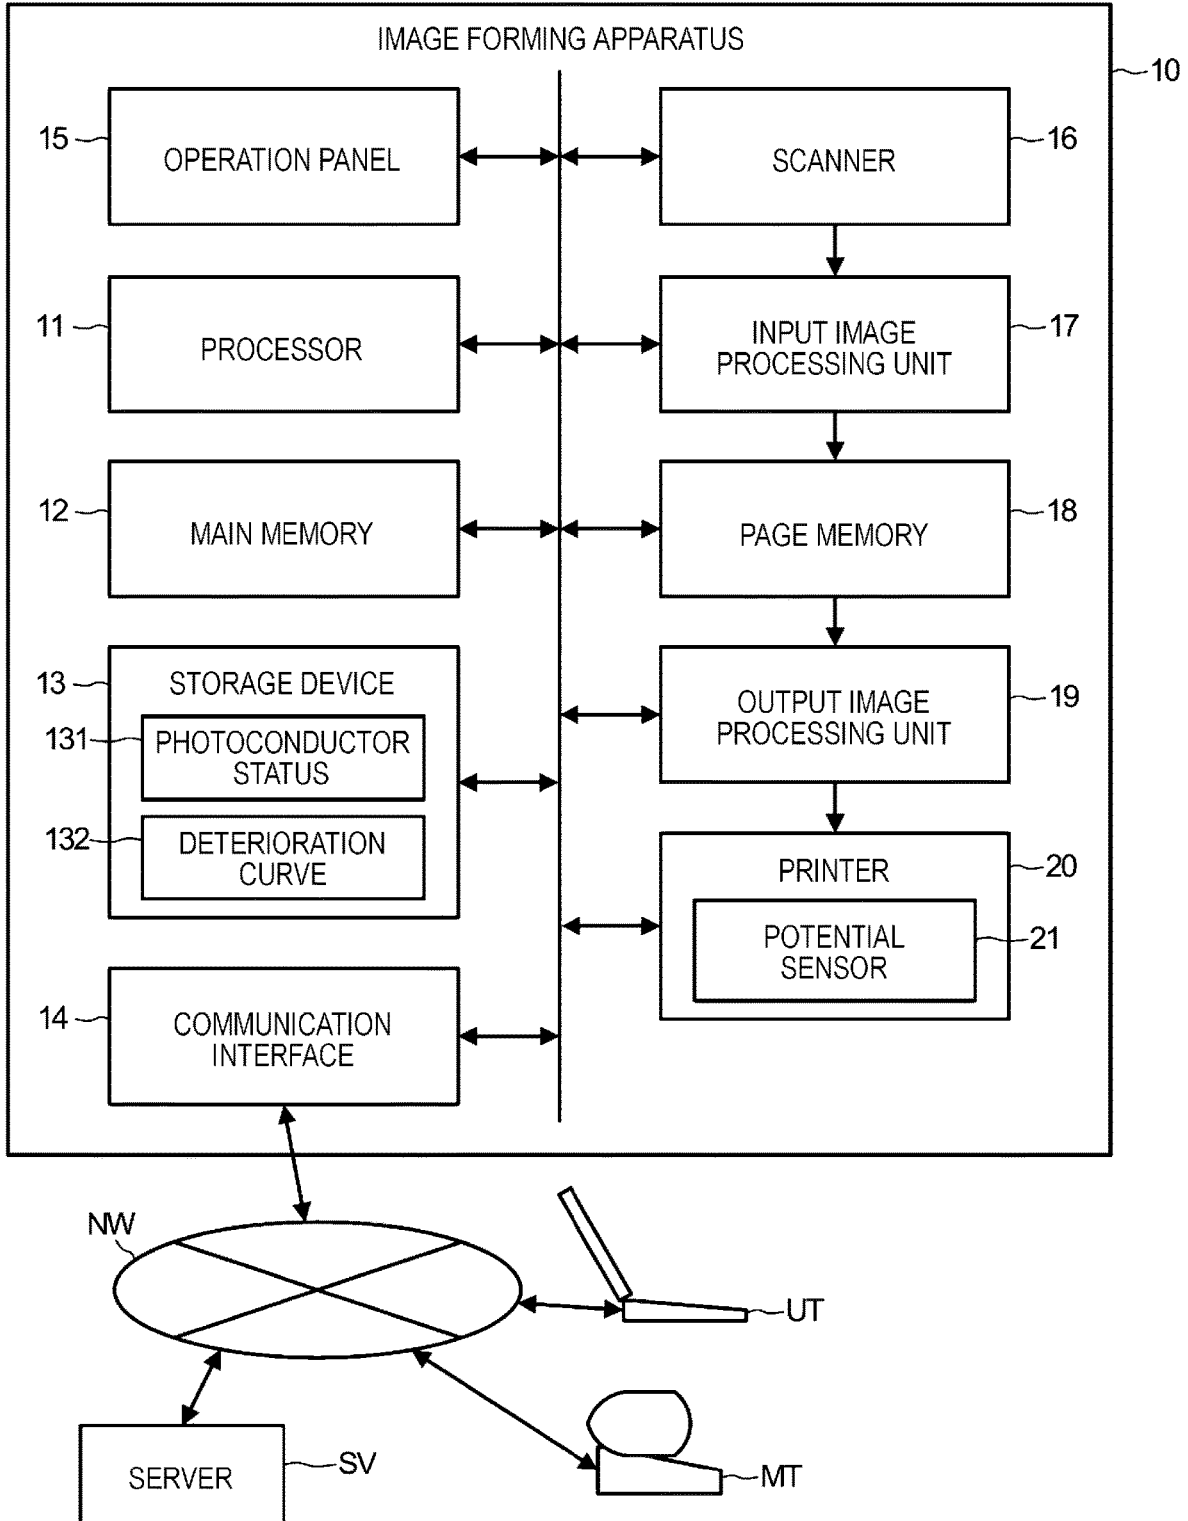 IMAGE FORMING APPARATUS
10
15
OPERATION PANEL
SCANNER
16
11
PROCESSOR
INPUT IMAGE
PROCESSING UNIT
17
12
MAIN MEMORY
PAGE MEMORY
18
13
STORAGE DEVICE
131
PHOTOCONDUCTOR
STATUS
132
DETERIORATION
CURVE
OUTPUT IMAGE
PROCESSING UNIT
19
PRINTER
20
POTENTIAL
SENSOR
21
14
COMMUNICATION
INTERFACE
NW
UT
SERVER
SV
MT